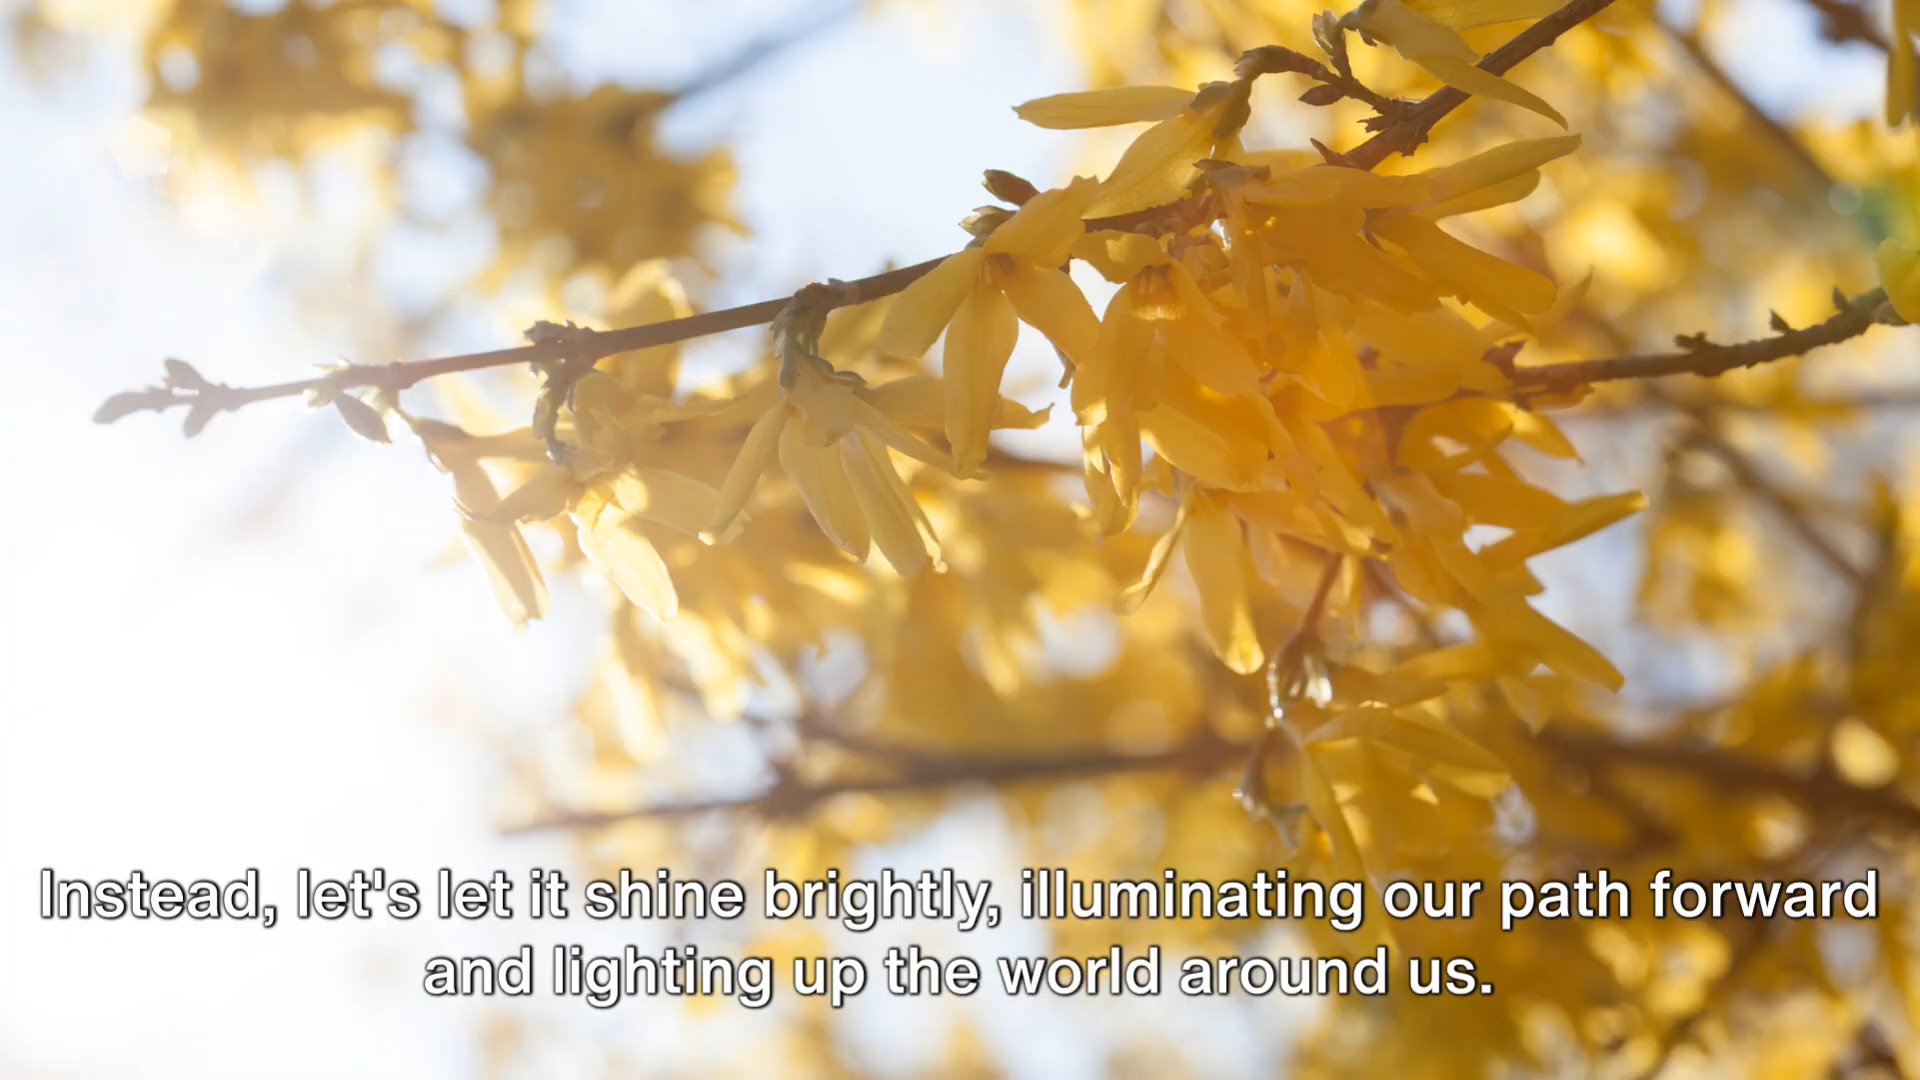 Instead, let's let it shine brightly, illuminating our path forward
and lighting up the world around us.